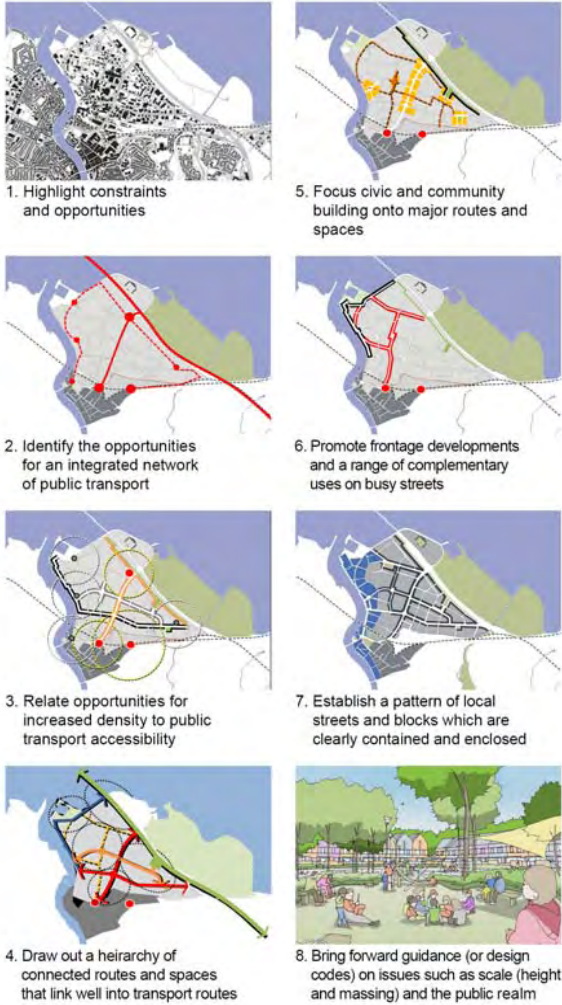 1. Highlight constraints
and opportunities
2. Identify the opportunities
for an integrated network
of public transport
3. Relate opportunities for
increased density to public
transport accessibility
4. Draw out a heirarchy of
connected routes and spaces
that link well into transport routes
5. Focus civic and community
building onto major routes and
spaces
6. Promote frontage developments
and a range of complementary
uses on busy streets
7. Establish a pattern of local
streets and blocks which are
clearly contained and enclosed
8. Bring forward guidance (or design
codes) on issues such as scale (height
and massing) and the public realm